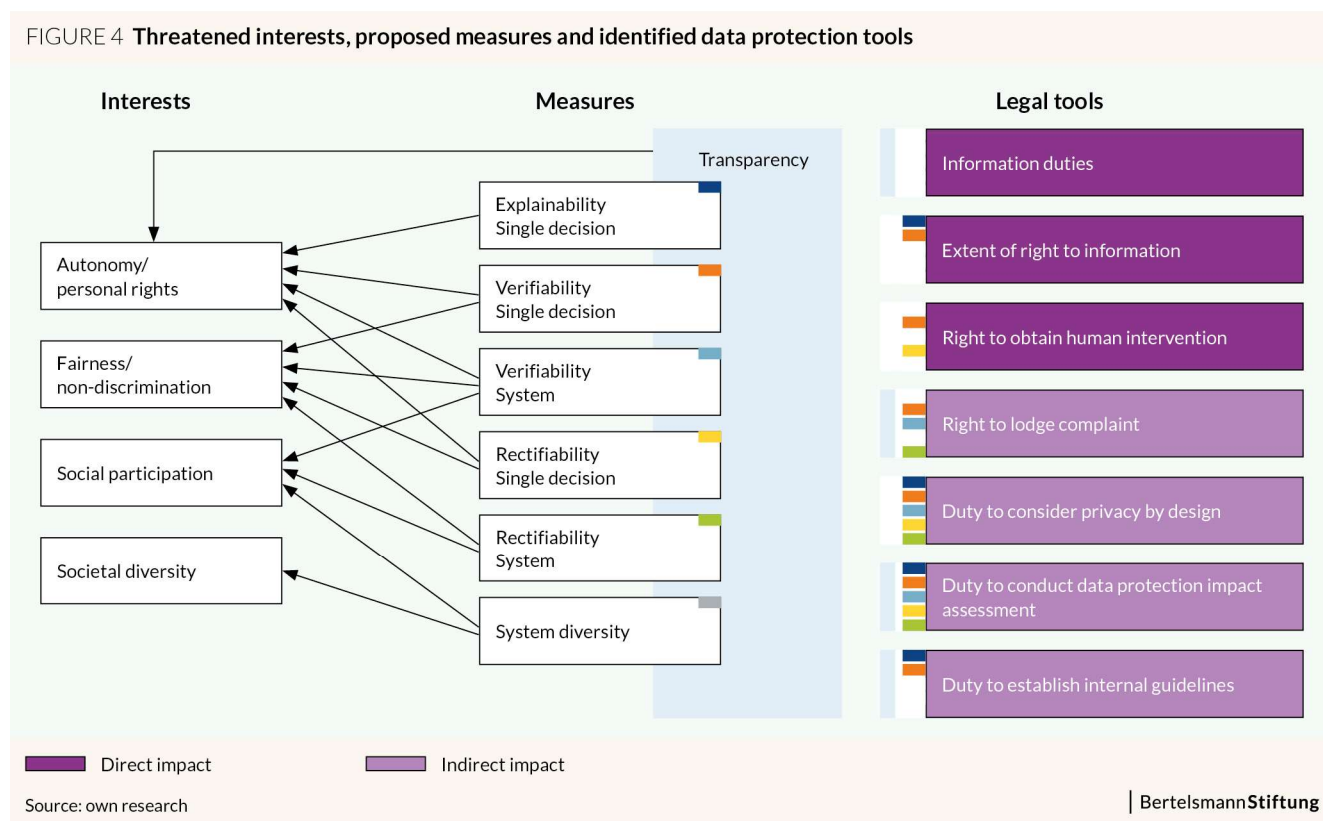 FIGURE 4 Threatened interests, proposed measures and identified data protection tools
Interests
Measures
Legal tools
Transparency
Autonomy/
personal rights
Fairness/
non-discrimination
Social participation
Societal diversity
Explainability
Single decision
Verifiability
Single decision
Verifiability
System
Rectifiability
Single decision
Rectifiability
System
System diversity
Information duties
Extent of right to information
Right to obtain human intervention
Right to lodge complaint
Duty to consider privacy by design
Duty to conduct data protection impact
assessment
Duty to establish internal guidelines
Direct impact
Indirect impact
Source: own research
BertelsmannStiftung